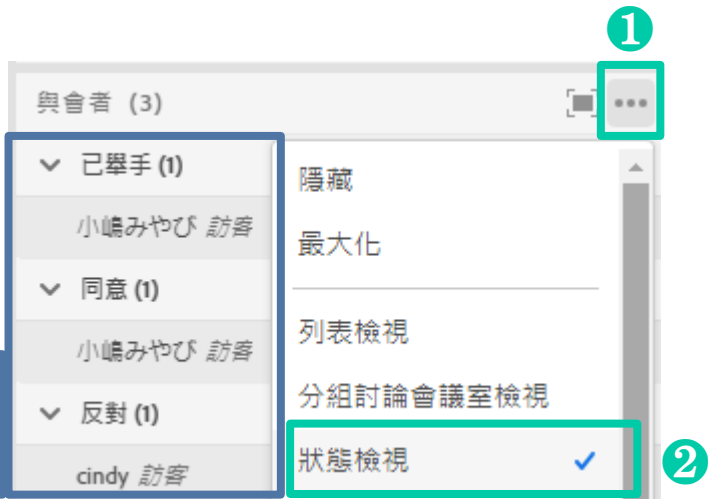 1
與會者 (3)
已舉手 (1)
小嶋みやび 訪客
同意 (1)
小嶋みやび 訪客
反對 (1)
cindy 訪客
隱藏
最大化
列表檢視
分組討論會議室檢視
狀態檢視
2